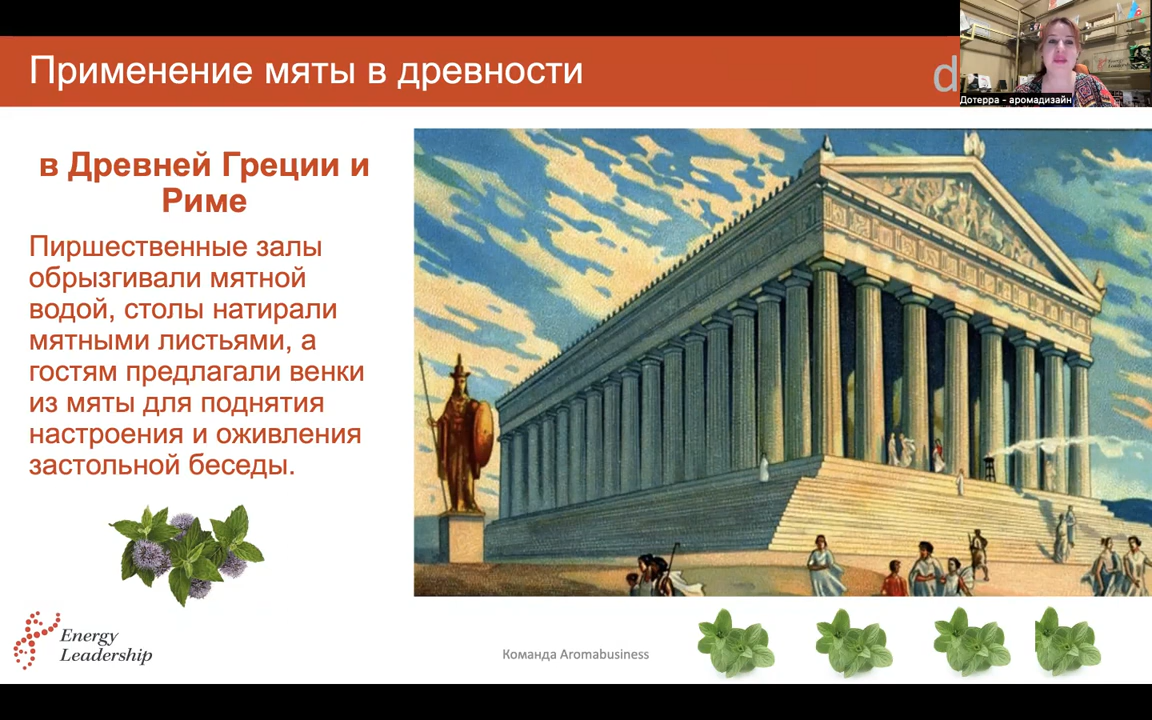 Применение мяты в древности
d
Дотерра - аромадизайн
в Древней Греции и
Риме
Пиршественные залы
обрызгивали мятной
водой, столы натирали
мятными листьями, а
гостям предлагали венки
из мяты для поднятия
настроения и оживления
застольной беседы.
Energy
Leadership
Команда Aromabusiness